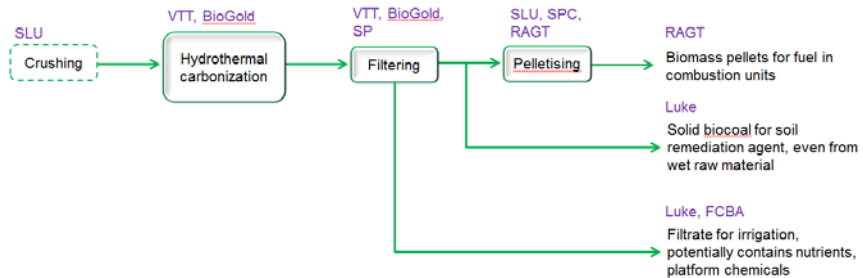 SLU
Crushing
VTT, BioGold
Hydrothermal
carbonization
VTT, BioGold,
SP
Filtering
SLU, SPC,
RAGT
Pelletising
RAGT
Biomass pellets for fuel in
combustion units
Luke
Solid biocoal for soil
remediation agent, even from
wet raw material
Luke, FCBA
Filtrate for irrigation,
potentially contains nutrients,
platform chemicals